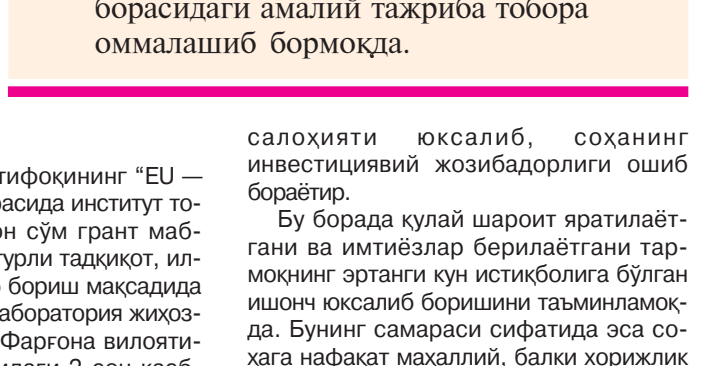 борасидаги амалий тажриба тобора
оммалашиб бормоқда.
тифоқининг “EU —
расида институт то-
он сўм грант маб-
турли тадқиқот, ил-
бориш мақсадида
лаборатория жиҳоз-
Фарғона вилояти-
салоҳияти юксалиб, соҳанинг
инвестициявий жозибадорлиги ошиб
бораётир.
Бу борада қулай шароит яратилаёт-
гани ва имтиёзлар берилаётгани тар-
моқнинг эртанги кун истиқболига бўлган
ишонч юксалиб боришини таъминламоқ-
да. Бунинг самараси сифатида эса со-
ҳага нафақат маҳаллий, балки хорижлик